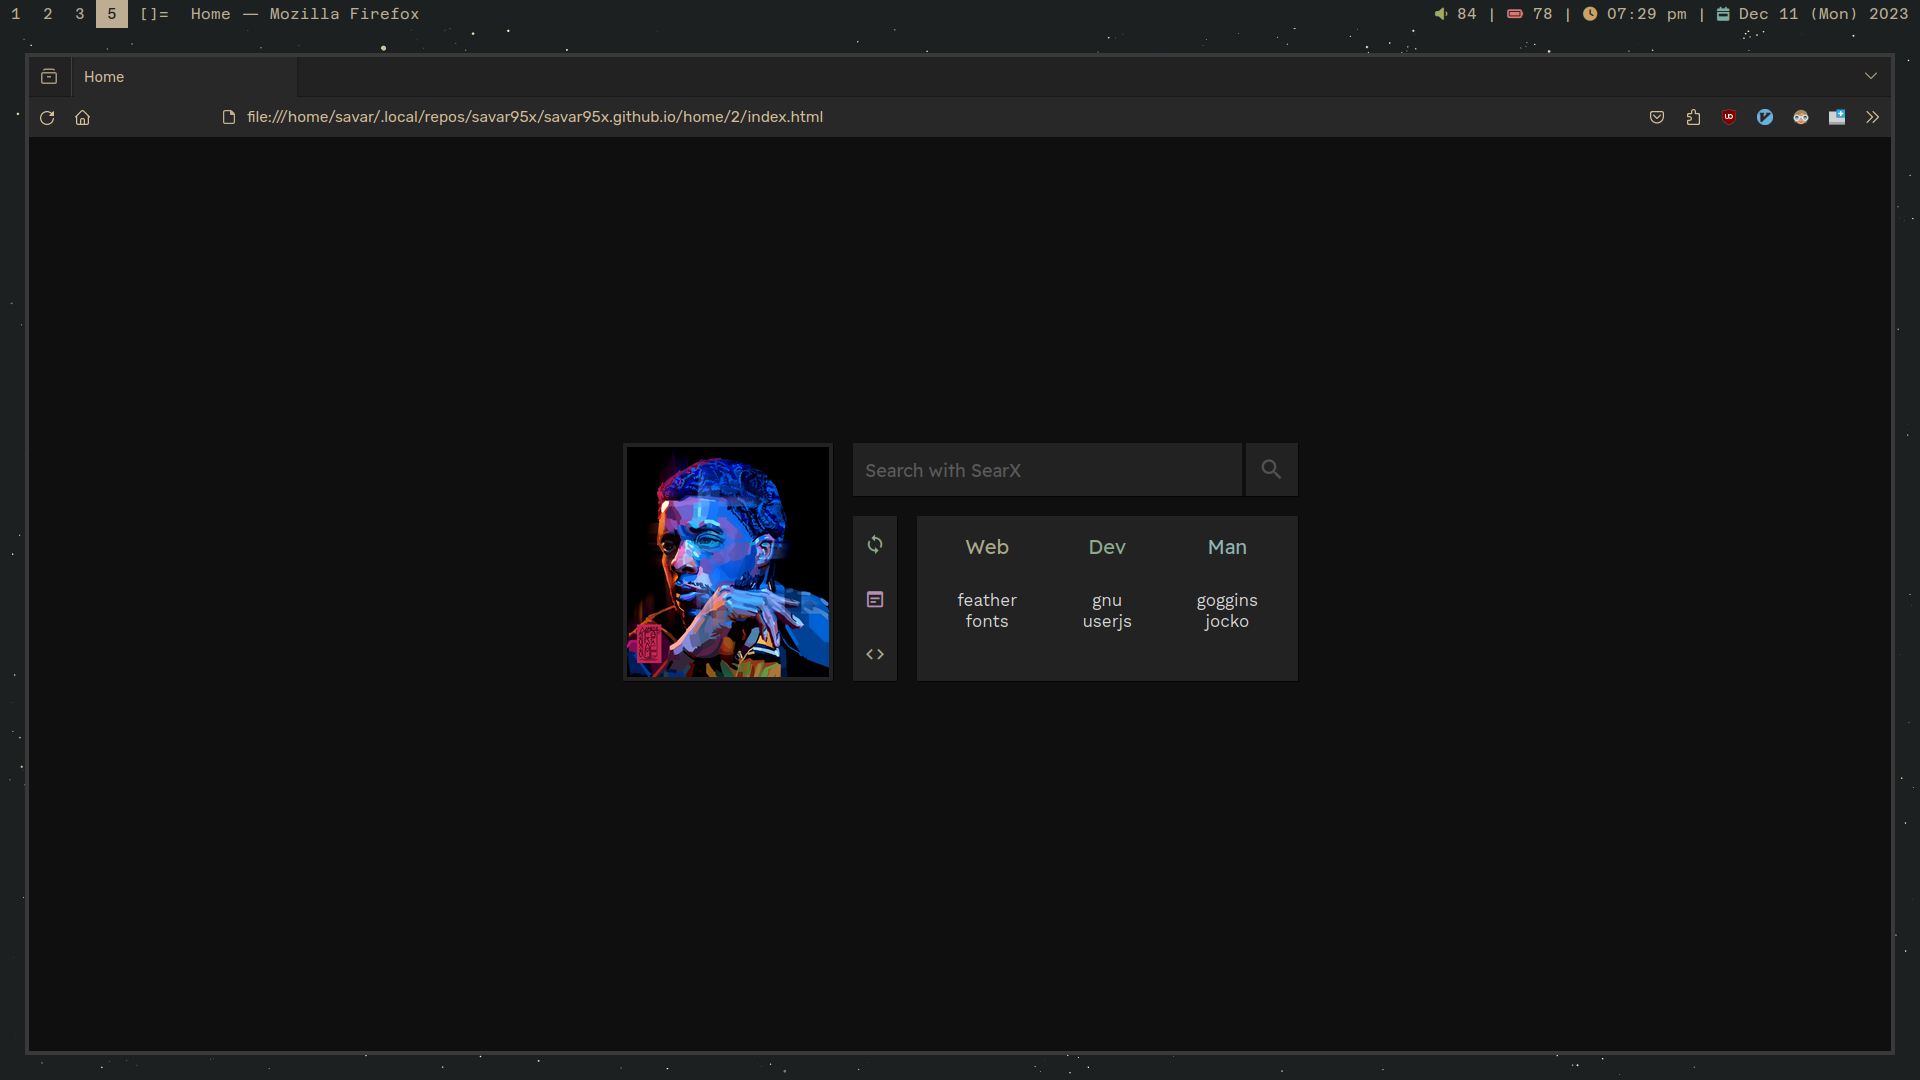 1 2 3 5 []= Home — Mozilla Firefox 84 | 78 | 07:29 pm | Dec 11 (Mon) 2023
Home
file:///home/savar/.local/repos/savar95x/savar95x.github.io/home/2/index.html
Search with SearX
Web Dev Man
feather gnu goggins
fonts userjs jocko